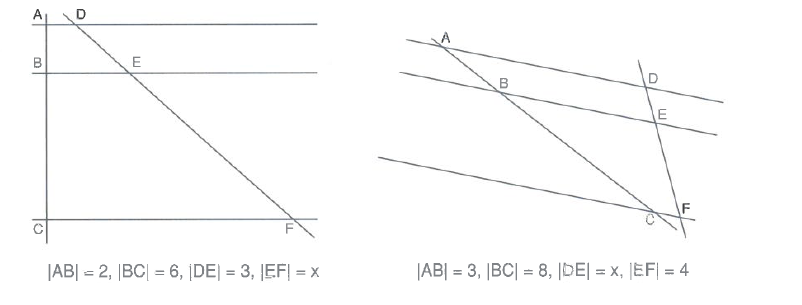 A D
B E
C F
|AB| = 2, |BC| = 6, |DE| = 3, |EF| = x
A
D
B
E
C F
|AB| = 3, |BC| = 8, |DE| = x, |EF| = 4